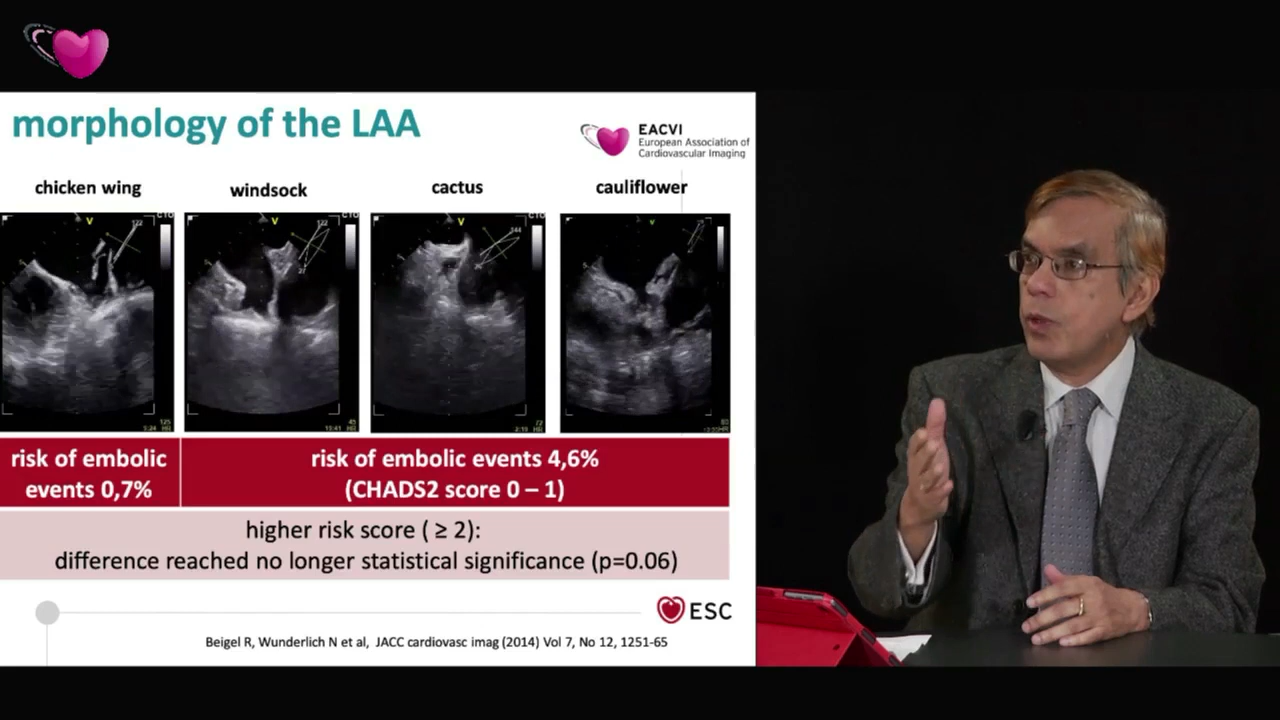 morphology of the LAA
EACVI
European Association of
Cardiovascular Imaging
chicken wing
windsock
cactus
cauliflower
V
V
V
V
122
122
144
risk of embolic
events 0,7%
risk of embolic events 4,6%
(CHADS2 score 0 – 1)
higher risk score ( ≥ 2):
difference reached no longer statistical significance (p=0.06)
ESC
Beigel R, Wunderlich N et al, JACC cardiovasc imag (2014) Vol 7, No 12, 1251-65